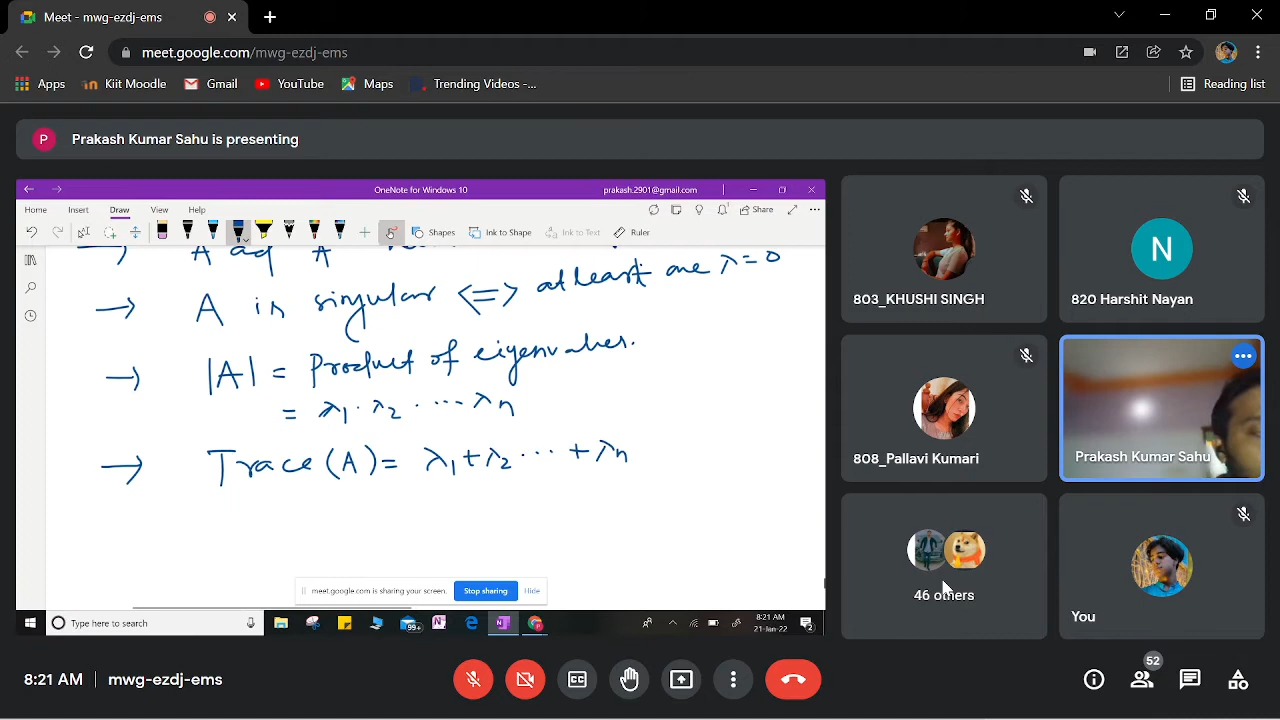 Meet - mwg-ezdj-ems
meet.google.com/mwg-ezdj-ems
Apps Kiit Moodle Gmail YouTube Maps Trending Videos -...
Reading list
P Prakash Kumar Sahu is presenting
OneNote for Windows 10 prakash.2901@gmail.com
Home Insert Draw View Help
Share
Shapes Ink to Shape Ink to Text Ruler
→ A adj A
→ A is singular <=> atleast one λ=0
→ |A| = Product of eigenvalues.
= λ1 . λ2 . ... λn
→ Trace (A) = λ1+λ2 ... +λn
meet.google.com is sharing your screen. Stop sharing Hide
Type here to search
99+
8:21 AM
21-Jan-22
2
803_KHUSHI SINGH
N
820 Harshit Nayan
808_Pallavi Kumari
Prakash Kumar Sahu
46 others
You
8:21 AM | mwg-ezdj-ems
CC
52